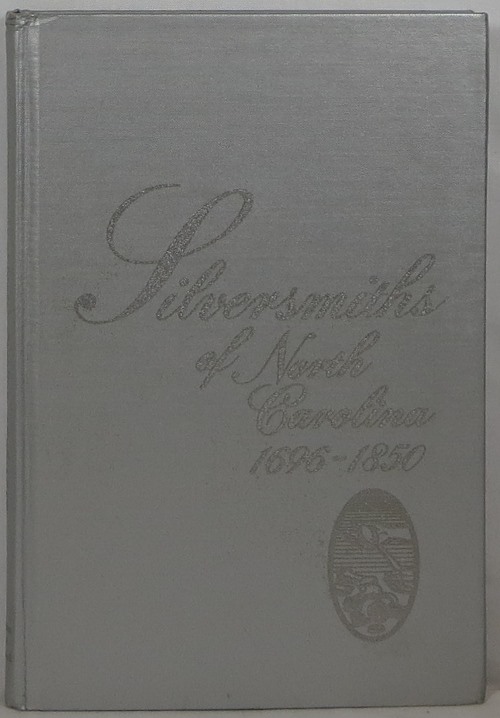 Silversmiths
of North
Carolina
1696-1850